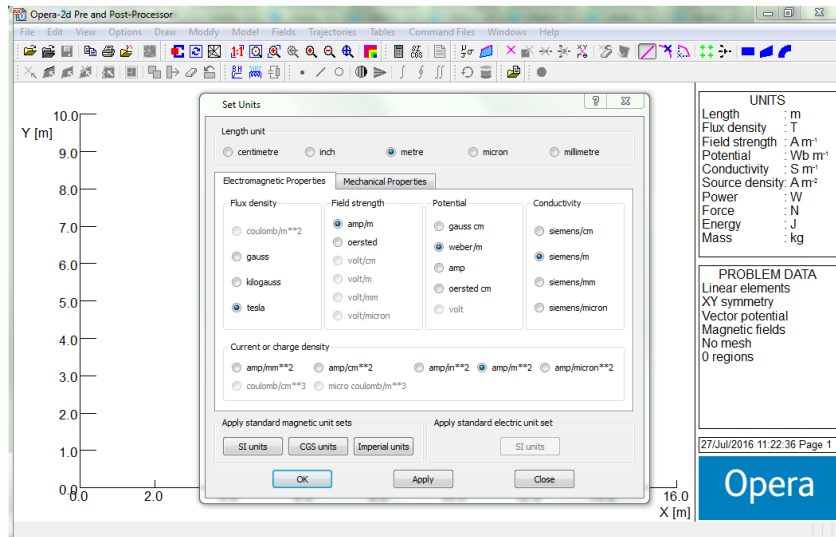 Opera-2d Pre and Post-Processor
File Edit View Options Draw Modify Model Fields Trajectories Tables Command Files Windows Help
Set Units
Length unit
centimetre inch metre micron millimetre
Electromagnetic Properties Mechanical Properties
Flux density Field strength Potential Conductivity
coulomb/m**2 amp/m gauss cm siemens/cm
gauss oersted weber/m siemens/m
kilogauss volt/cm amp siemens/mm
tesla volt/m oersted cm siemens/micron
volt/mm volt
volt/micron
Current or charge density
amp/mm**2 amp/cm**2 amp/in**2 amp/m**2 amp/micron**2
coulomb/cm**3 micro coulomb/m**3
Apply standard magnetic unit sets Apply standard electric unit set
SI units CGS units Imperial units SI units
OK Apply Close
Y [m]
10.0
9.0
8.0
7.0
6.0
5.0
4.0
3.0
2.0
1.0
0.0
0.0 2.0 16.0
X [m]
UNITS
Length : m
Flux density : T
Field strength : A m⁻¹
Potential : Wb m⁻¹
Conductivity : S m⁻¹
Source density: A m⁻²
Power : W
Force : N
Energy : J
Mass : kg
PROBLEM DATA
Linear elements
XY symmetry
Vector potential
Magnetic fields
No mesh
0 regions
27/Jul/2016 11:22:36 Page 1
Opera